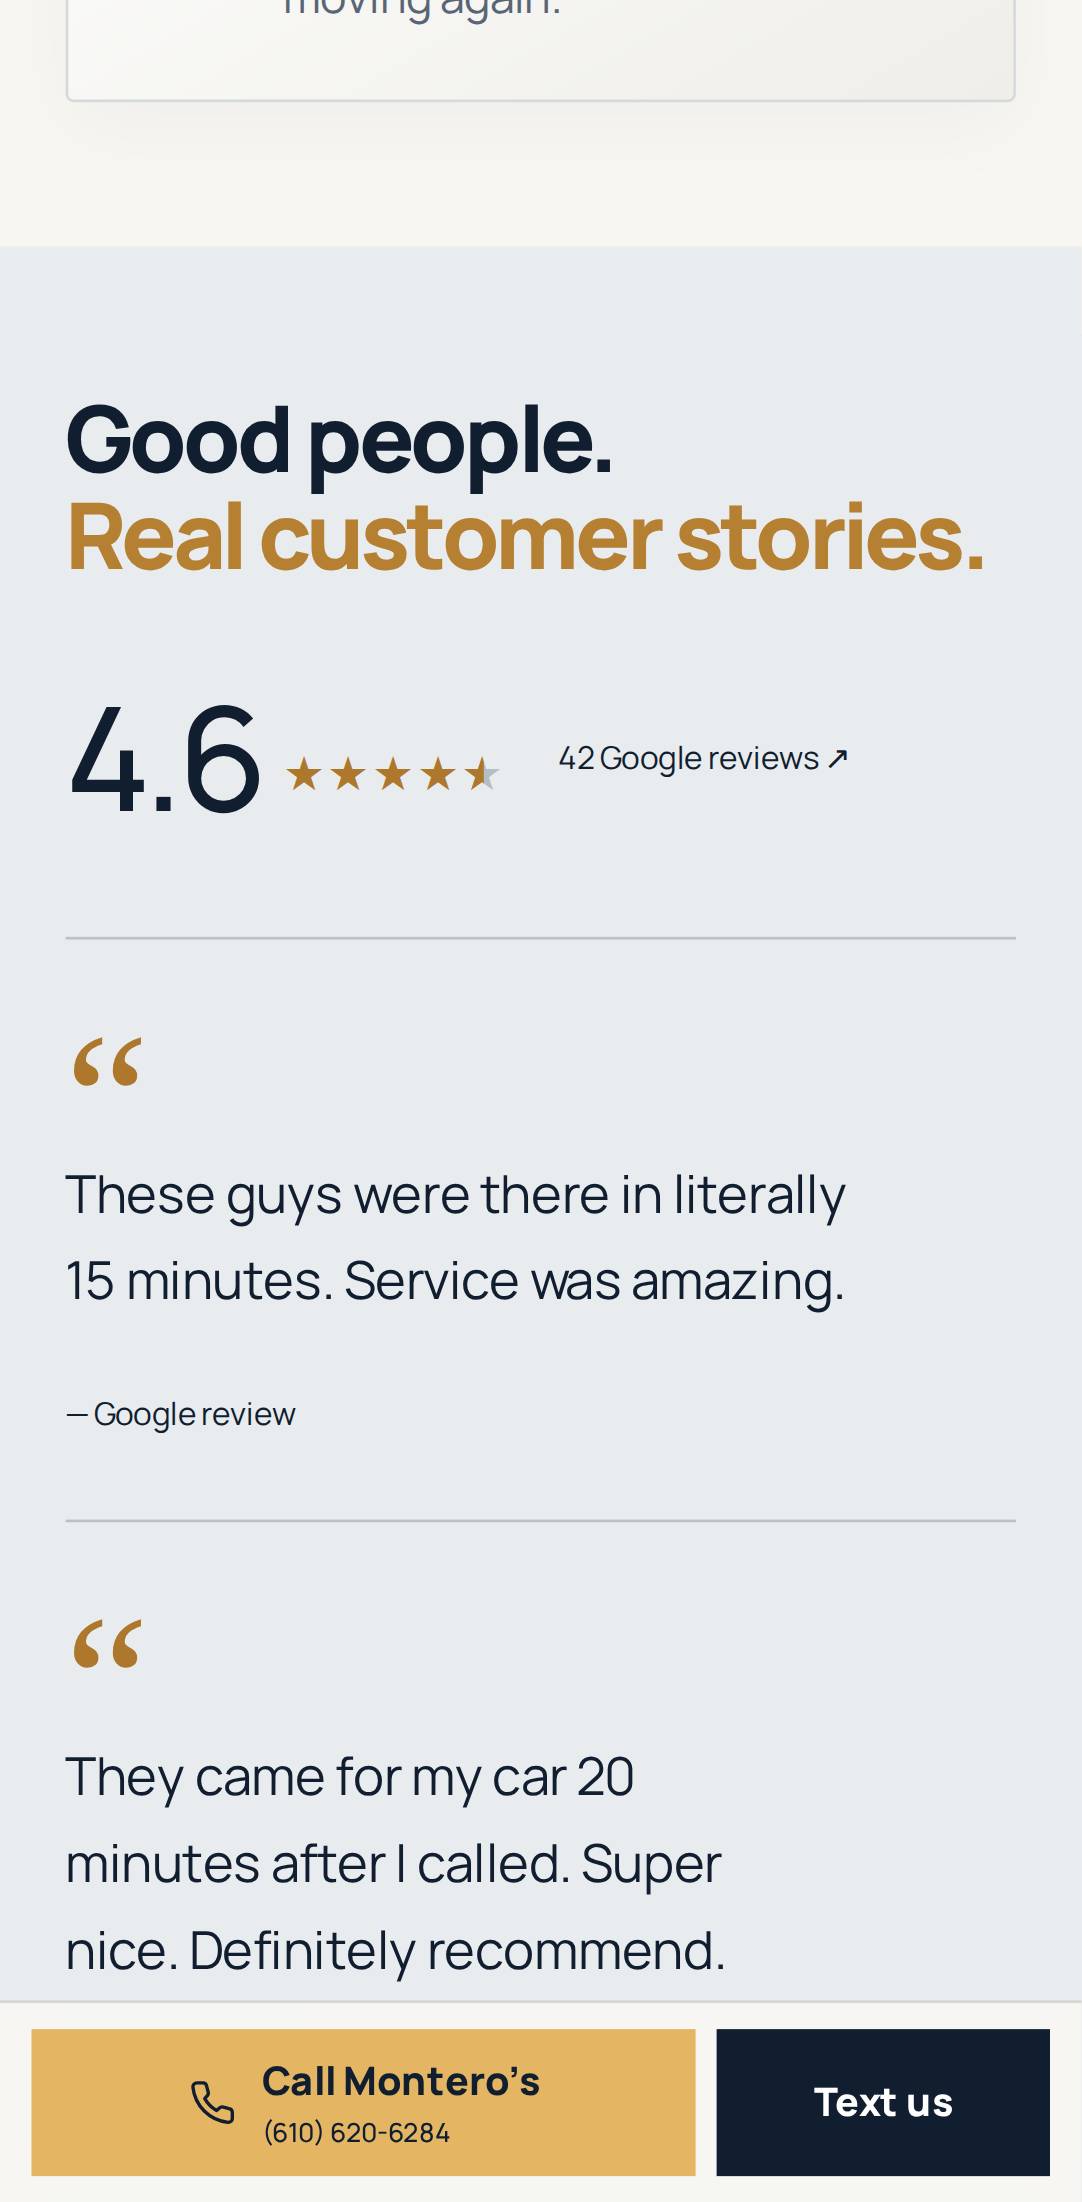 moving again.
Good people.
Real customer stories.
4.6 ★★★★★ 42 Google reviews ↗
“
These guys were there in literally
15 minutes. Service was amazing.
— Google review
“
They came for my car 20
minutes after I called. Super
nice. Definitely recommend.
Call Montero’s
(610) 620-6284
Text us